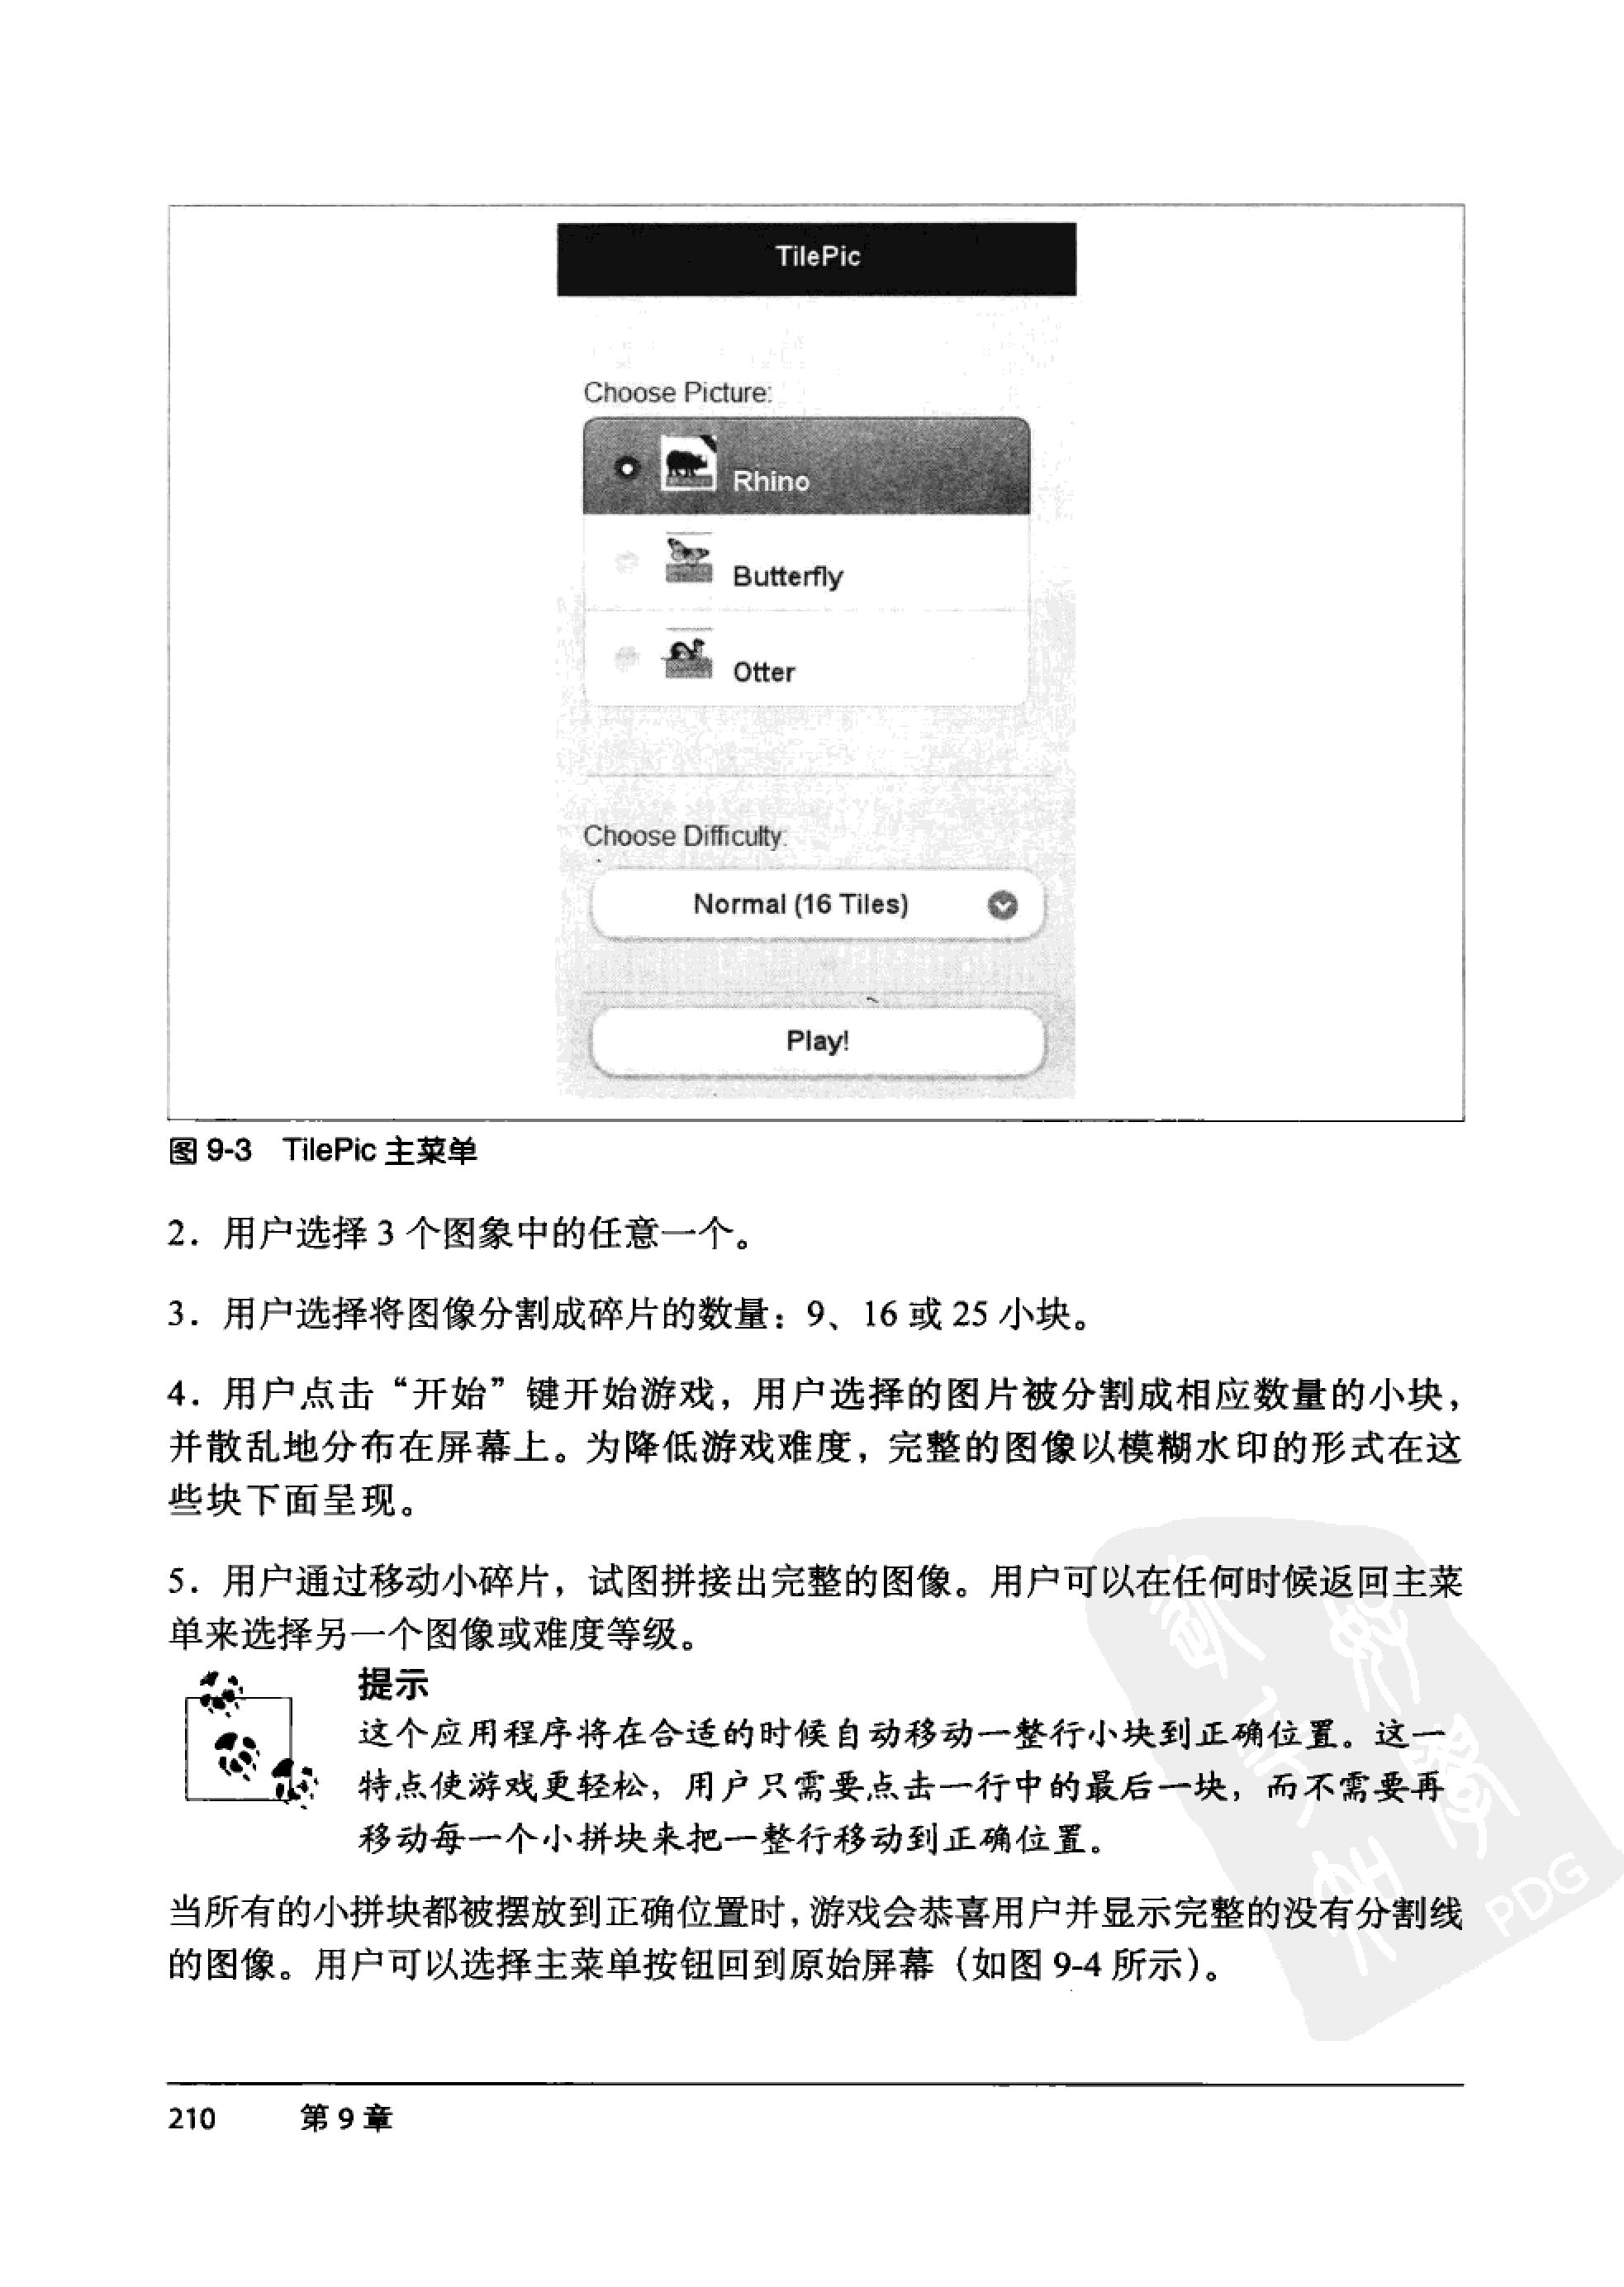 TilePic
Choose Picture:
Rhino
Butterfly
Otter
Choose Difficulty:
Normal (16 Tiles)
Play!
图 9-3 TilePic 主菜单
2. 用户选择 3 个图象中的任意一个。
3. 用户选择将图像分割成碎片的数量：9、16 或 25 小块。
4. 用户点击“开始”键开始游戏，用户选择的图片被分割成相应数量的小块，
并散乱地分布在屏幕上。为降低游戏难度，完整的图像以模糊水印的形式在这
些块下面呈现。
5. 用户通过移动小碎片，试图拼接出完整的图像。用户可以在任何时候返回主菜
单来选择另一个图像或难度等级。
提示
这个应用程序将在合适的时候自动移动一整行小块到正确位置。这一
特点使游戏更轻松，用户只需要点击一行中的最后一块，而不需要再
移动每一个小拼块来把一整行移动到正确位置。
当所有的小拼块都被摆放到正确位置时，游戏会恭喜用户并显示完整的没有分割线
的图像。用户可以选择主菜单按钮回到原始屏幕（如图 9-4 所示）。
PDG
210 第 9 章